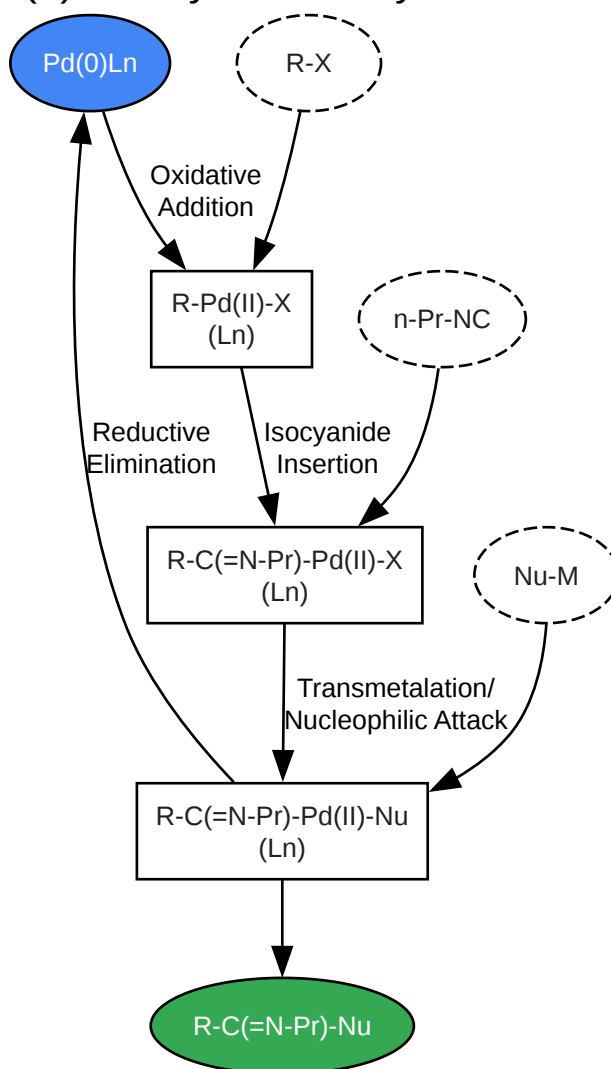 Pd(0)Ln
R-X
Oxidative
Addition
R-Pd(II)-X
(Ln)
n-Pr-NC
Reductive
Elimination
Isocyanide
Insertion
R-C(=N-Pr)-Pd(II)-X
(Ln)
Nu-M
Transmetalation/
Nucleophilic Attack
R-C(=N-Pr)-Pd(II)-Nu
(Ln)
R-C(=N-Pr)-Nu